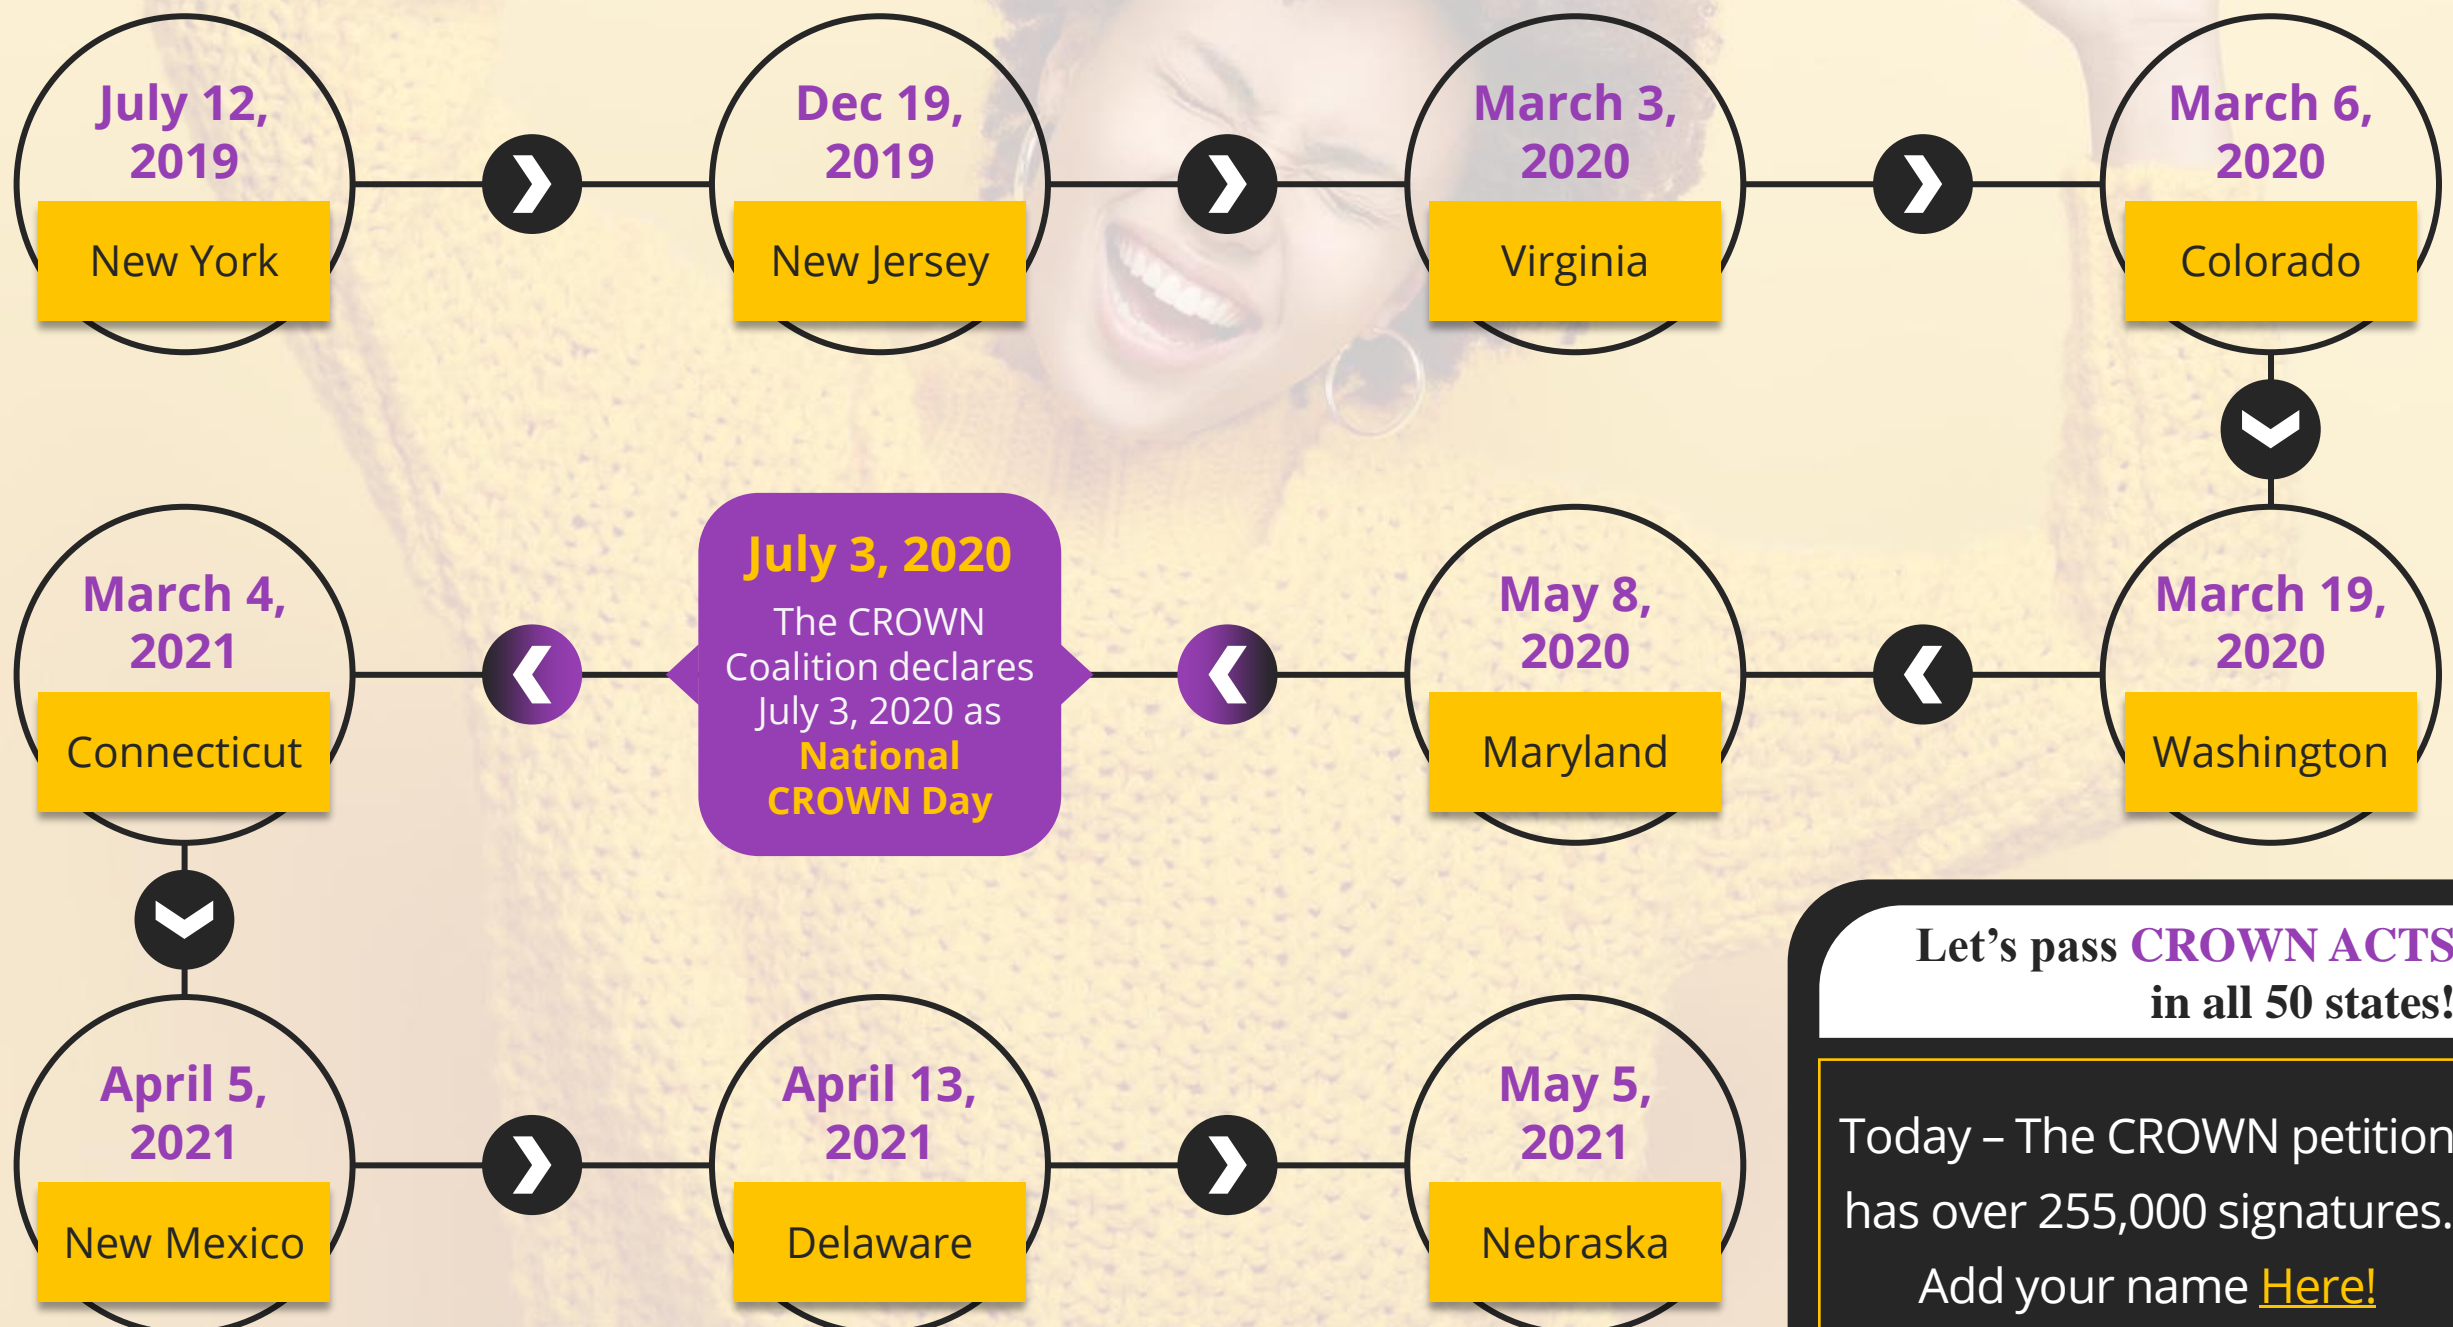 July 12,
2019
New York
Dec 19,
2019
New Jersey
March 3,
2020
Virginia
March 6,
2020
Colorado
March 19,
2020
Washington
May 8,
2020
Maryland
July 3, 2020
The CROWN
Coalition declares
July 3, 2020 as
National
CROWN Day
March 4,
2021
Connecticut
April 5,
2021
New Mexico
April 13,
2021
Delaware
May 5,
2021
Nebraska
Let’s pass CROWN ACTS
in all 50 states!
Today – The CROWN petition
has over 255,000 signatures.
Add your name Here!